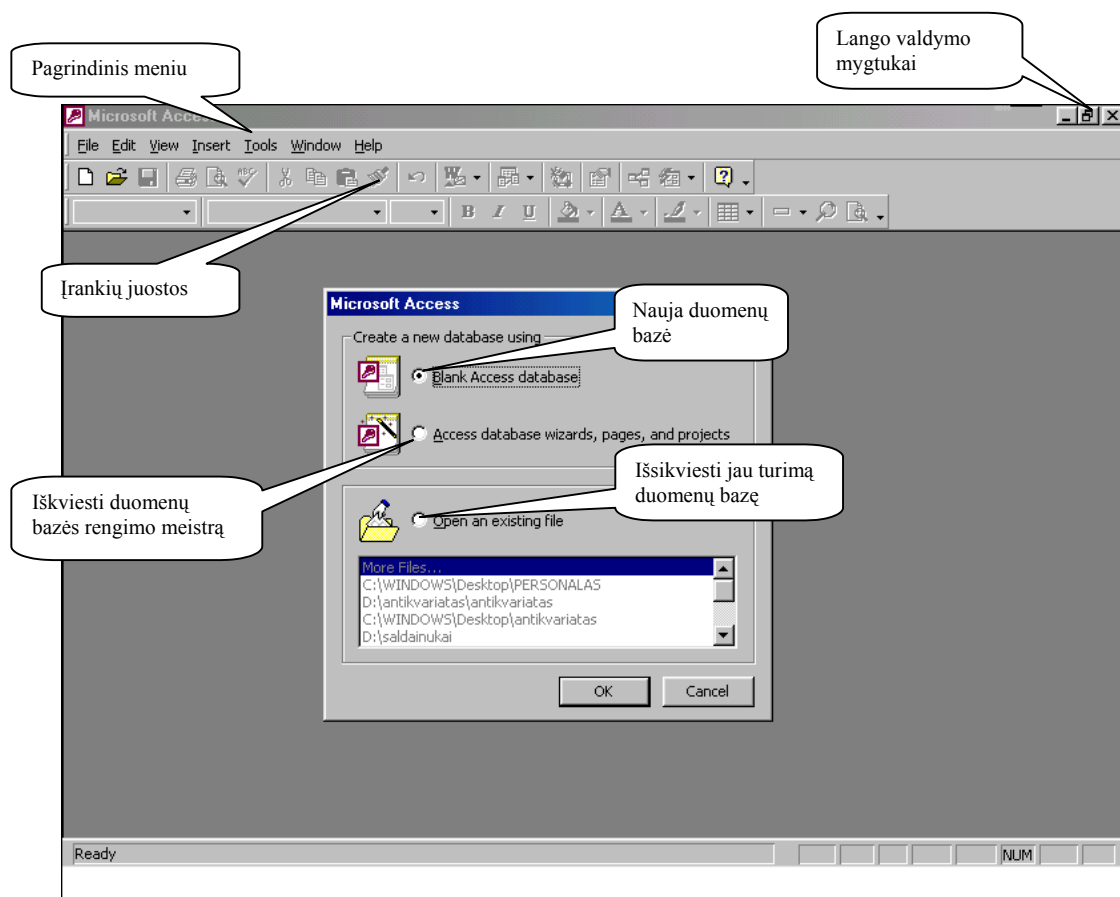 Lango valdymo
mygtukai
Pagrindinis meniu
Microsoft Access
File Edit View Insert Tools Window Help
B I U A
Įrankių juostos
Microsoft Access
Nauja duomenų
bazė
Create a new database using
Blank Access database
Access database wizards, pages, and projects
Išsikviesti jau turimą
duomenų bazę
Iškviesti duomenų
bazės rengimo meistrą
Open an existing file
More Files...
C:\WINDOWS\Desktop\PERSONALAS
D:\antikvariatas\antikvariatas
C:\WINDOWS\Desktop\antikvariatas
D:\saldainukai
OK Cancel
Ready NUM